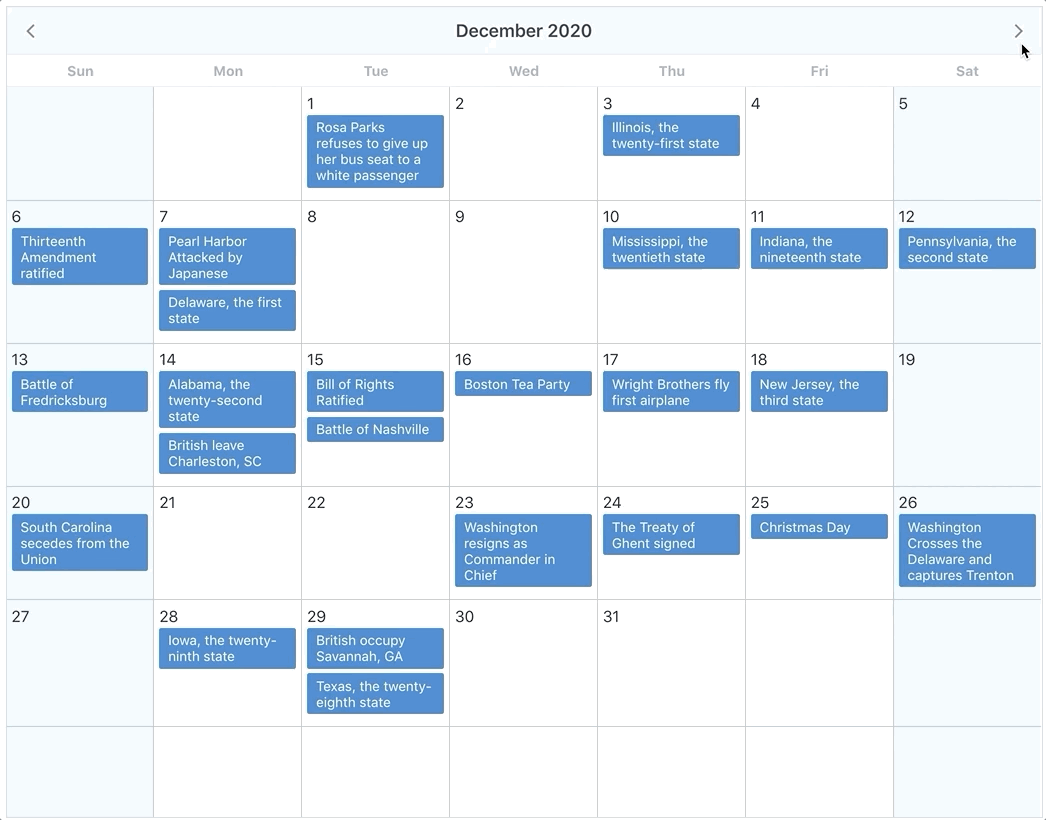 December 2020
Sun
Mon
Tue
Wed
Thu
Fri
Sat
1
Rosa Parks
refuses to give up
her bus seat to a
white passenger
2
3
Illinois, the
twenty-first state
4
5
6
Thirteenth
Amendment
ratified
7
Pearl Harbor
Attacked by
Japanese
Delaware, the first
state
8
9
10
Mississippi, the
twentieth state
11
Indiana, the
nineteenth state
12
Pennsylvania, the
second state
13
Battle of
Fredricksburg
14
Alabama, the
twenty-second
state
British leave
Charleston, SC
15
Bill of Rights
Ratified
Battle of Nashville
16
Boston Tea Party
17
Wright Brothers fly
first airplane
18
New Jersey, the
third state
19
20
South Carolina
secedes from the
Union
21
22
23
Washington
resigns as
Commander in
Chief
24
The Treaty of
Ghent signed
25
Christmas Day
26
Washington
Crosses the
Delaware and
captures Trenton
27
28
Iowa, the twenty-
ninth state
29
British occupy
Savannah, GA
Texas, the twenty-
eighth state
30
31